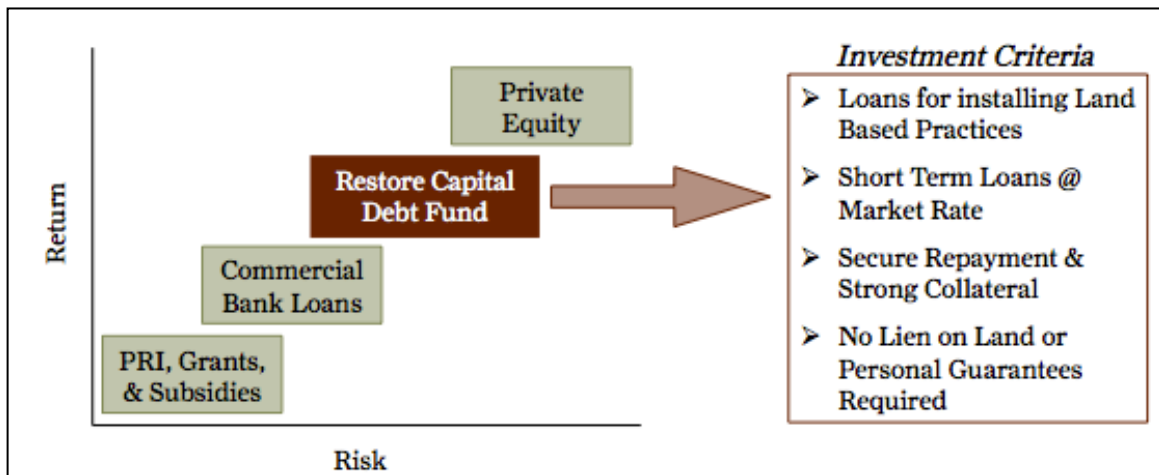 Return
Private
Equity
Restore Capital
Debt Fund
Commercial
Bank Loans
PRI, Grants,
& Subsidies
Risk
Investment Criteria
➢ Loans for installing Land
Based Practices
➢ Short Term Loans @
Market Rate
➢ Secure Repayment &
Strong Collateral
➢ No Lien on Land or
Personal Guarantees
Required